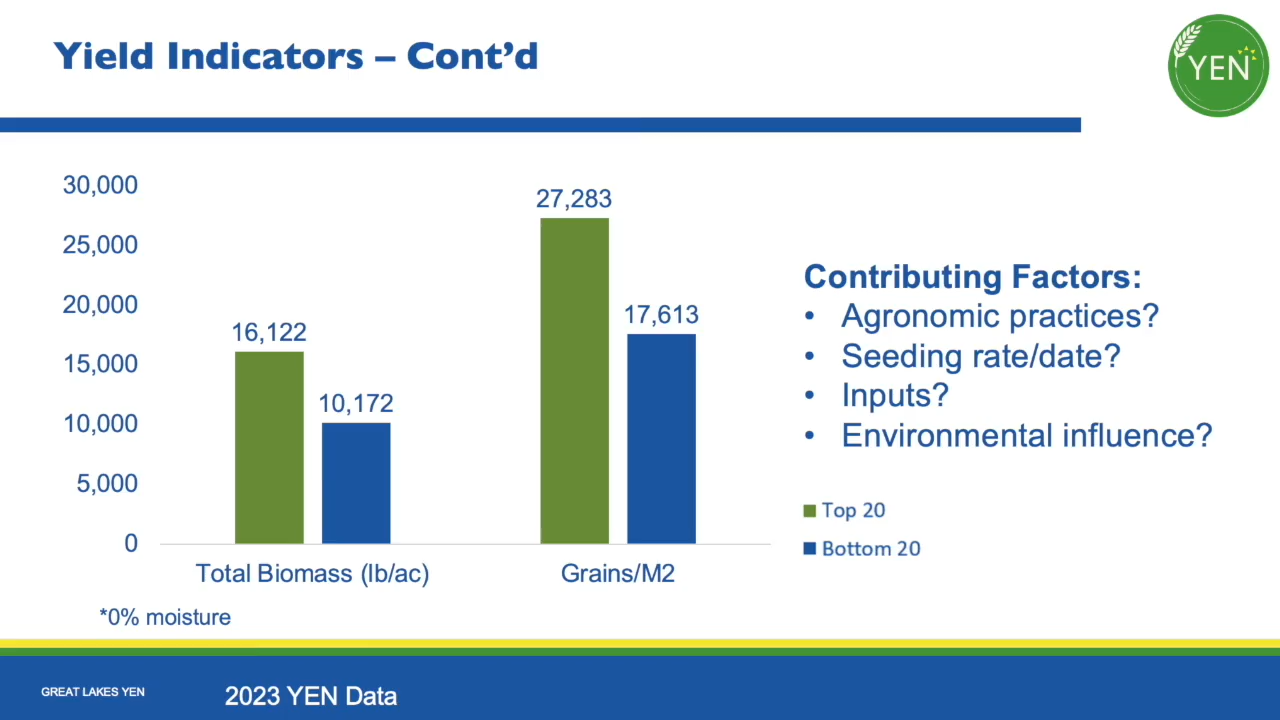 Yield Indicators – Cont’d
YEN
30,000
25,000
20,000
15,000
10,000
5,000
0
16,122
10,172
27,283
17,613
Total Biomass (lb/ac)
Grains/M2
*0% moisture
Contributing Factors:
• Agronomic practices?
• Seeding rate/date?
• Inputs?
• Environmental influence?
Top 20
Bottom 20
GREAT LAKES YEN
2023 YEN Data